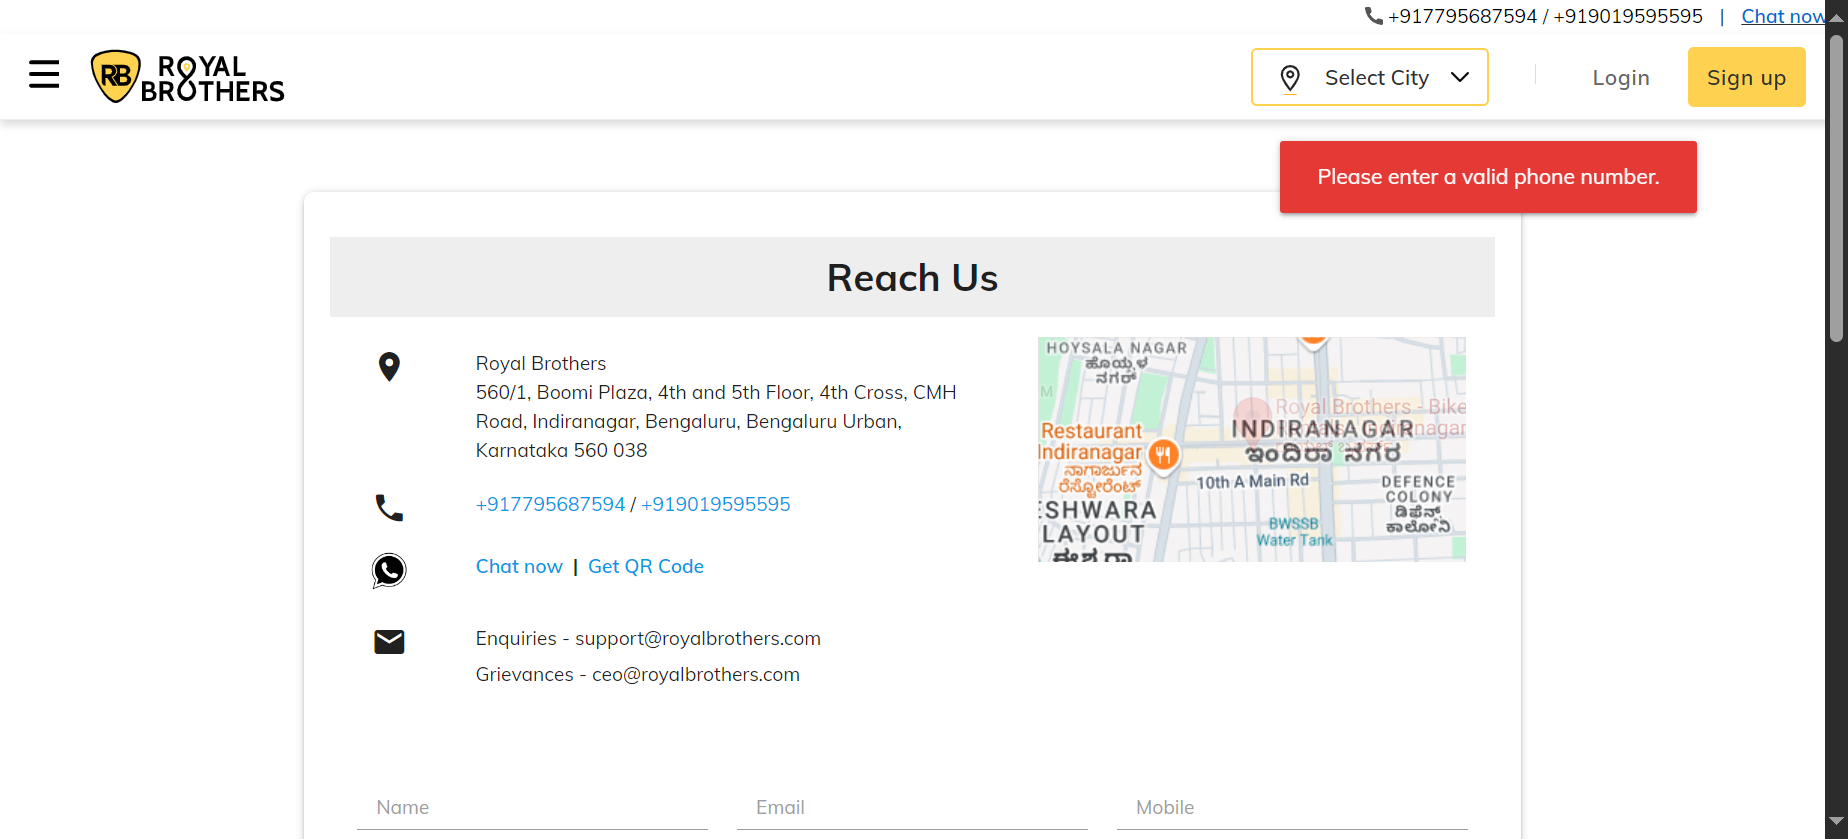 +917795687594 / +919019595595 | Chat now
RB ROYAL BROTHERS
Select City
Login
Sign up
Please enter a valid phone number.
Reach Us
Royal Brothers
560/1, Boomi Plaza, 4th and 5th Floor, 4th Cross, CMH
Road, Indiranagar, Bengaluru, Bengaluru Urban,
Karnataka 560 038
+917795687594 / +919019595595
Chat now | Get QR Code
Enquiries - support@royalbrothers.com
Grievances - ceo@royalbrothers.com
HOYSALA NAGAR
ಹೊಯ್ಸಳ
ನಗರ್
M
Royal Brothers - Bike
INDIRANAGAR
ಇಂದಿರಾ ನಗರ
Restaurant
Indiranagar
ನಾಗಾರ್ಜುನ
ರೆಸ್ಟೋರೆಂಟ್
10th A Main Rd
DEFENCE
COLONY
ಡಿಫೆನ್ಸ್
ಕಾಲೋನಿ
ESHWARA
LAYOUT
BWSSB
Water Tank
Name
Email
Mobile